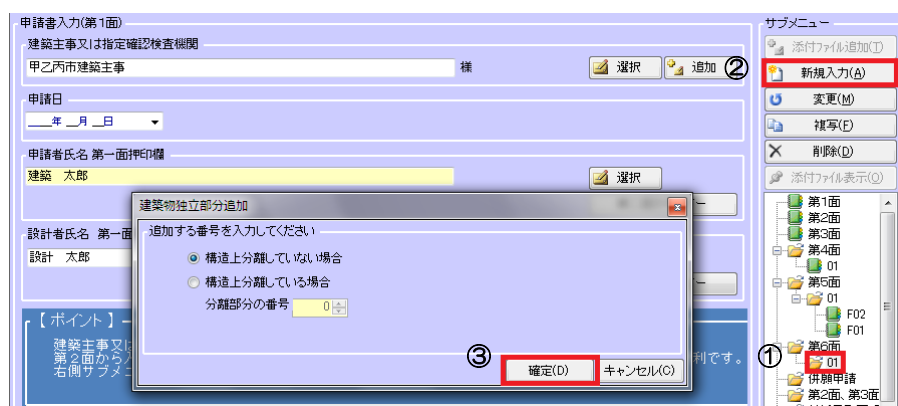 申請書入力(第1面)
建築主事又は指定確認検査機関
甲乙丙市建築主事
様
選択
追加
②
申請日
____年 __月 __日
申請者氏名 第一面押印欄
建築 太郎
選択
設計者氏名 第一面
設計 太郎
【ポイント】
建築主事又は
第2面から入
右側サブメニ
利です。
建築物独立部分追加
追加する番号を入力してください
構造上分離していない場合
構造上分離している場合
分離部分の番号
0
③
確定(O)
キャンセル(C)
サブメニュー
添付ファイル追加(T)
新規入力(A)
変更(M)
複写(F)
削除(D)
添付ファイル表示(O)
第1面
第2面
第3面
第4面
01
第5面
01
F02
F01
第6面
①
01
併願申請
第2面、第3面